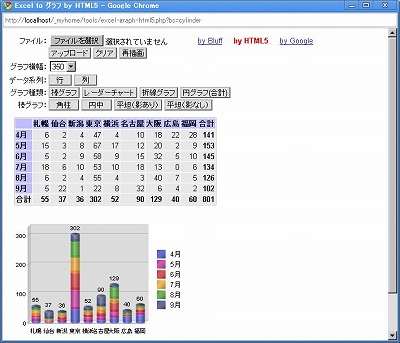 Excel to グラフ by HTML5 - Google Chrome
http://localhost/_myhome/tools/excel-graph-html5.php?bs=cylinder
ファイル： ファイルを選択 選択されていません by Bluff by HTML5 by Google
アップロード クリア 再描画
グラフ横幅： 350
データ系列： 行 列
グラフ種類： 棒グラフ レーダーチャート 折線グラフ 円グラフ(合計)
棒グラフ： 角柱 円中 平坦(影あり) 平坦(影なし)
札幌 仙台 新潟 東京 横浜 名古屋 大阪 広島 福岡 合計
4月 6 2 4 47 4 10 18 22 28 141
5月 15 3 8 67 17 12 20 2 9 153
6月 5 2 9 58 9 15 32 5 10 145
7月 18 6 10 53 10 18 13 0 6 134
8月 6 2 4 55 4 3 40 7 5 126
9月 5 22 1 22 8 32 6 4 2 102
合計 55 37 36 302 52 90 129 40 60 801
300
200
100
0
55 37 36 302 52 90 129 40 60
札幌 仙台 新潟 東京 横浜 名古屋 大阪 広島 福岡
4月
5月
6月
7月
8月
9月